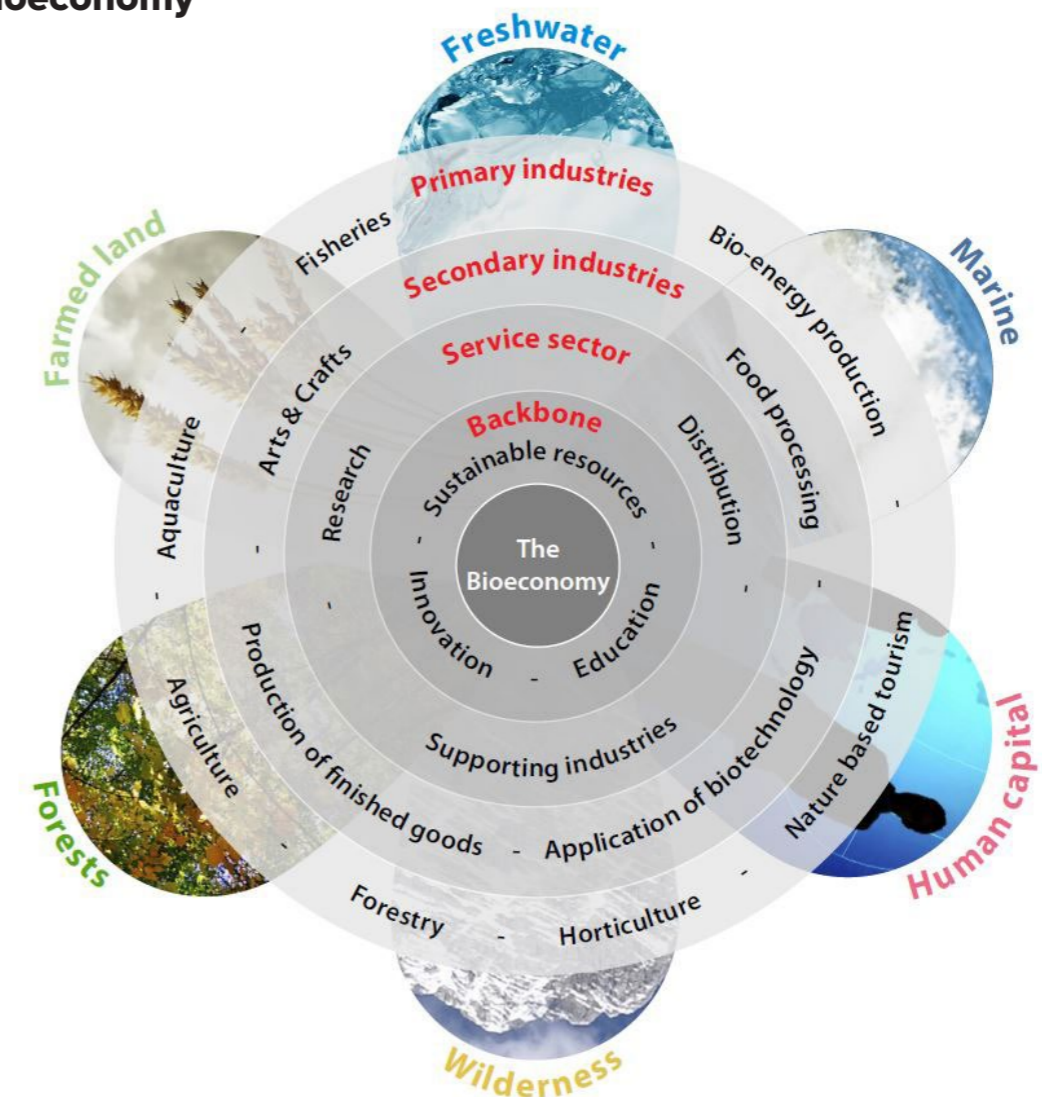 ioeconomy
Freshwater
Marine
Human capital
Wilderness
Forests
Farmed land
Primary industries
Bio-energy production - Nature based tourism - Horticulture - Forestry - Agriculture - Aquaculture - Fisheries
Secondary industries
Food processing - Application of biotechnology - Production of finished goods - Arts & Crafts
Service sector
Distribution - Supporting industries - Research
Backbone
Sustainable resources - Education - Innovation -
The
Bioeconomy